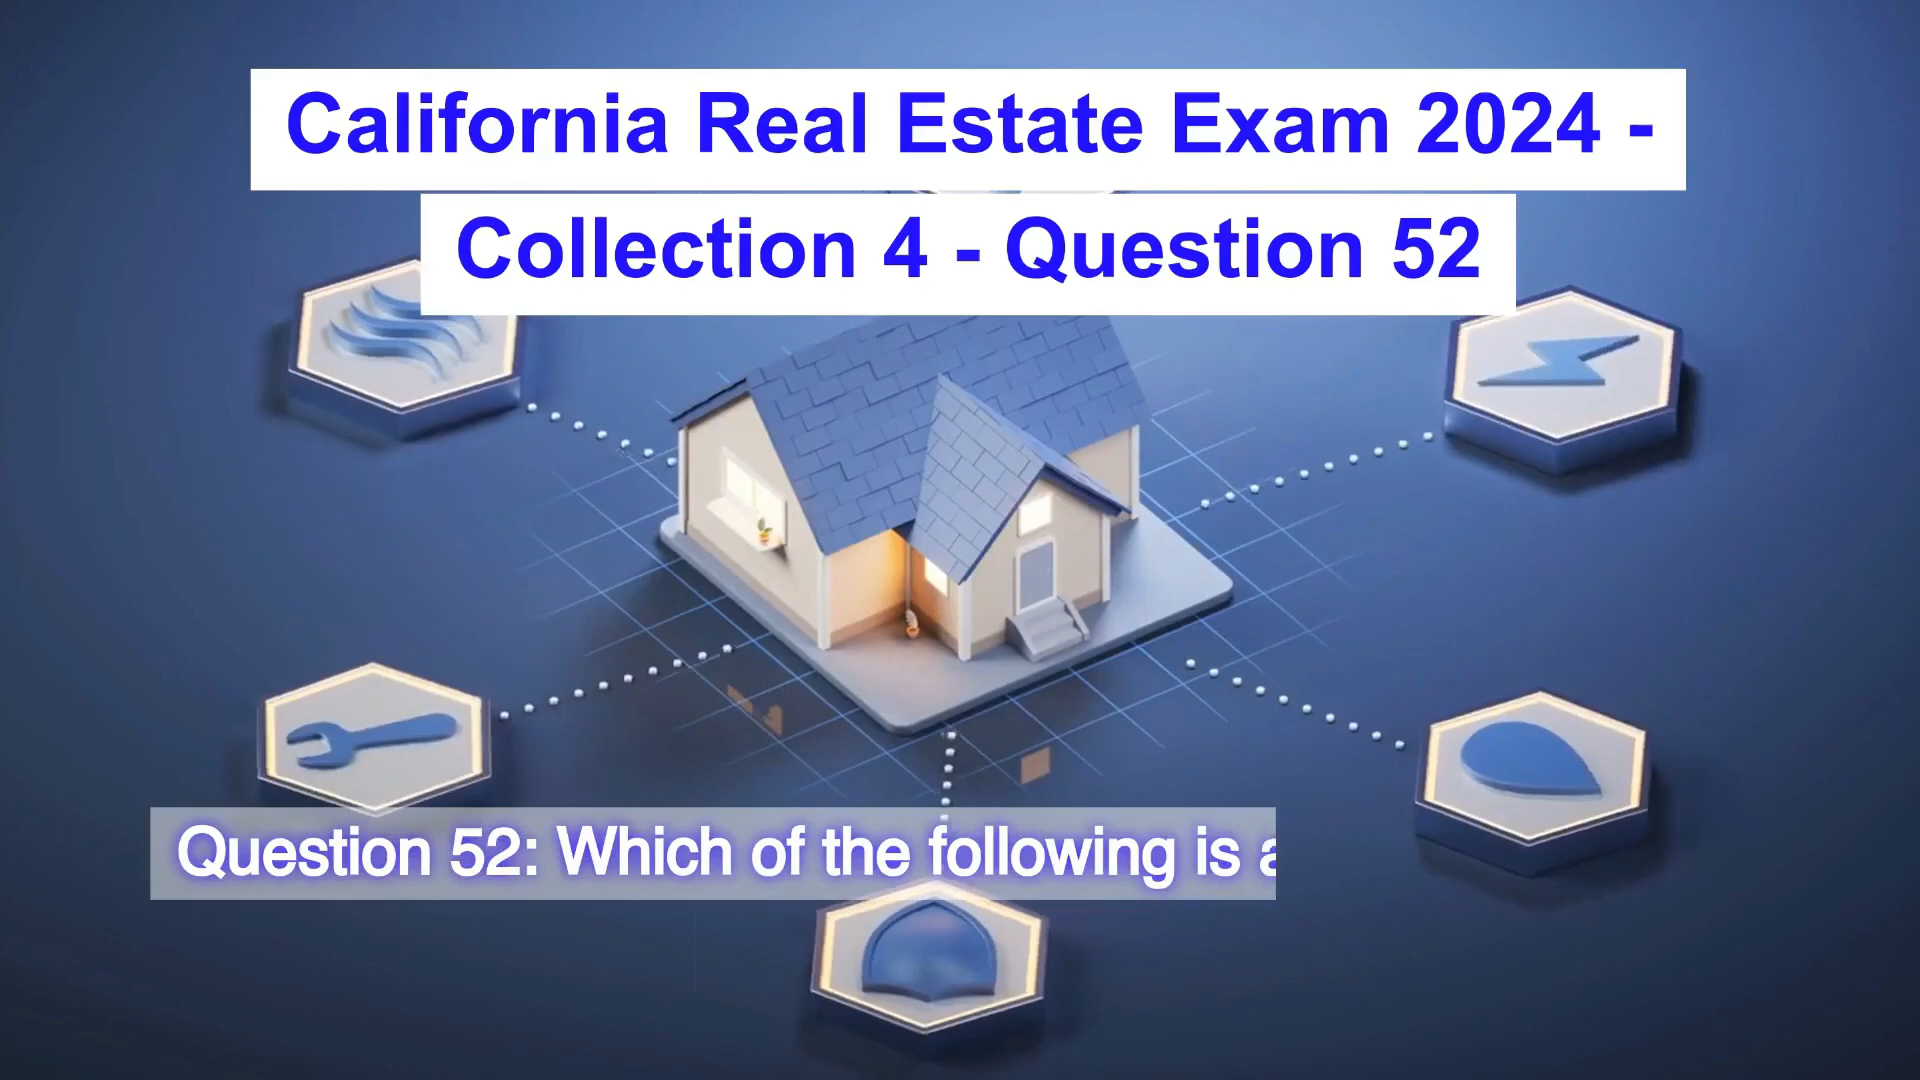 California Real Estate Exam 2024 -
Collection 4 - Question 52
Question 52: Which of the following is